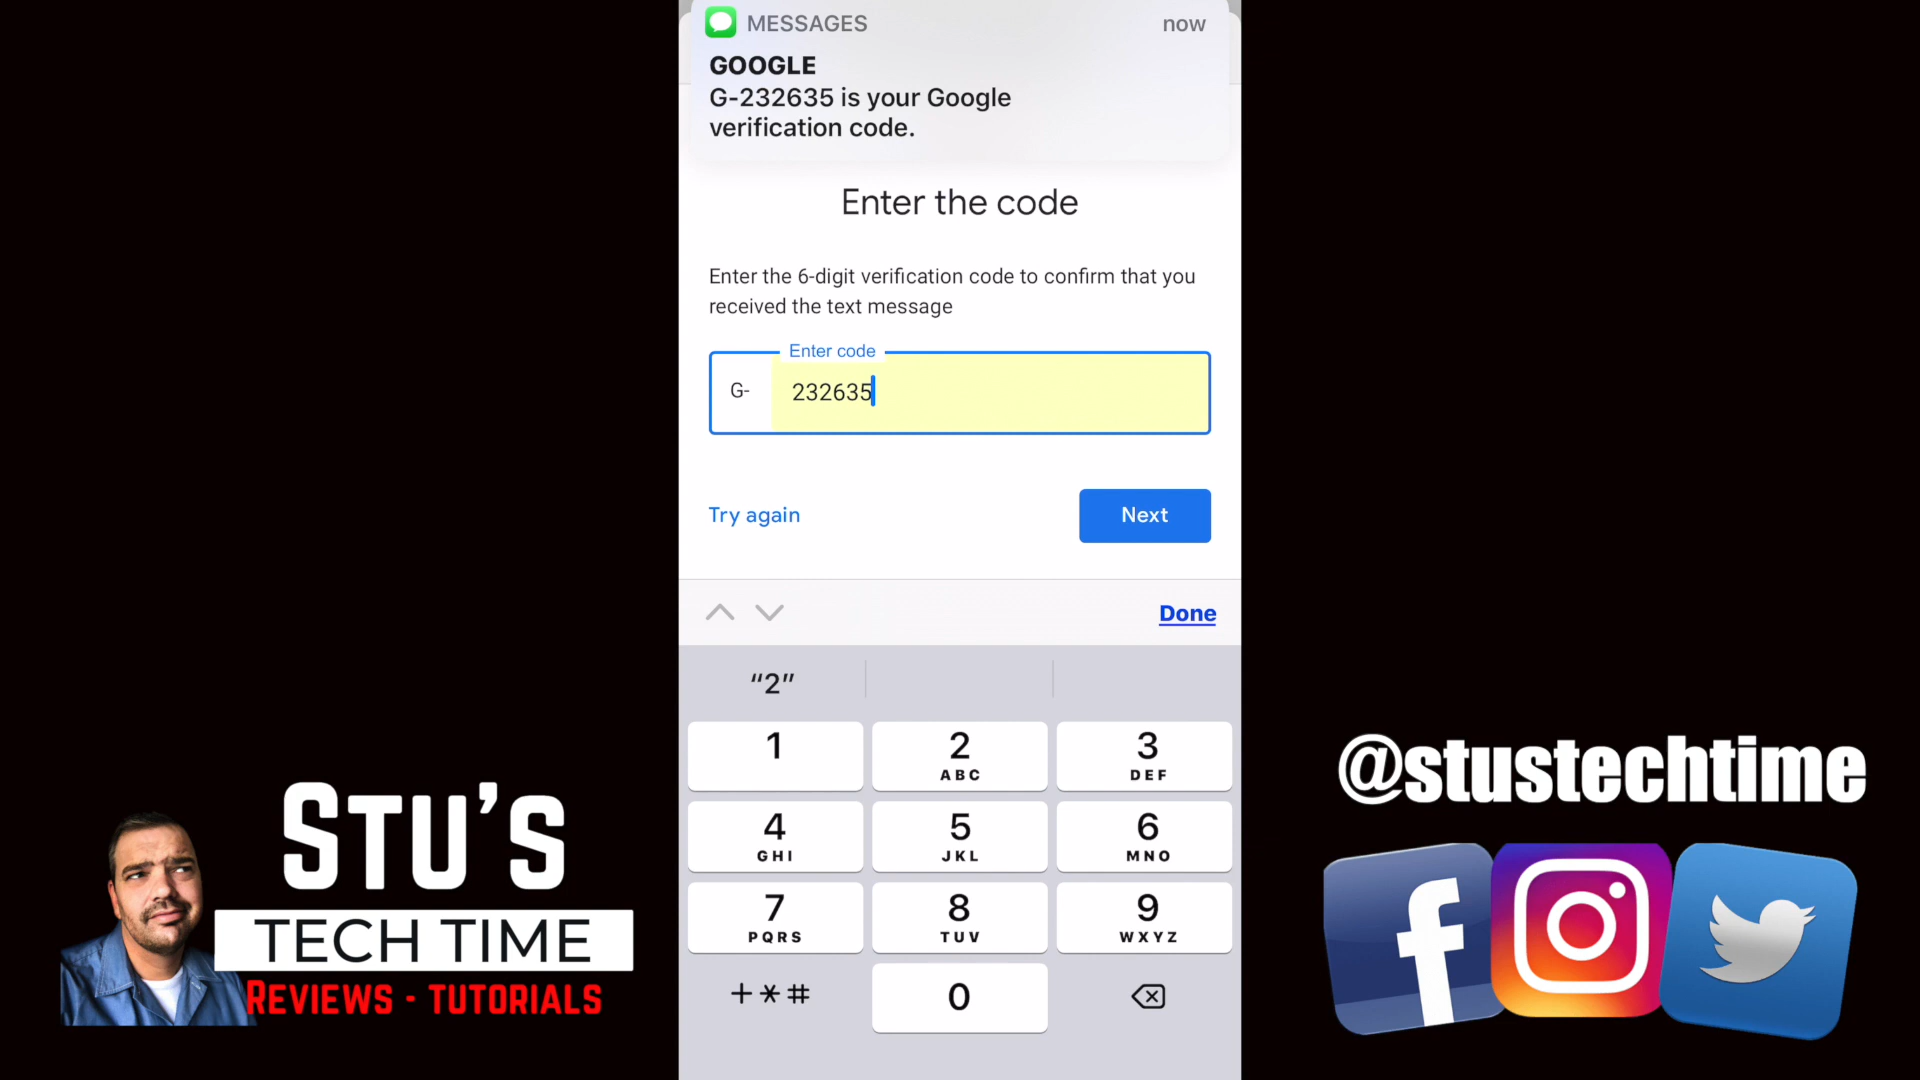 MESSAGES
now
GOOGLE
G-232635 is your Google
verification code.
Enter the code
Enter the 6-digit verification code to confirm that you
received the text message
Enter code
G-
232635
Try again
Next
Done
“2”
1
2
ABC
3
DEF
4
GHI
5
JKL
6
MNO
7
PQRS
8
TUV
9
WXYZ
+*#
0
STU'S
TECH TIME
REVIEWS - TUTORIALS
@stustechtime